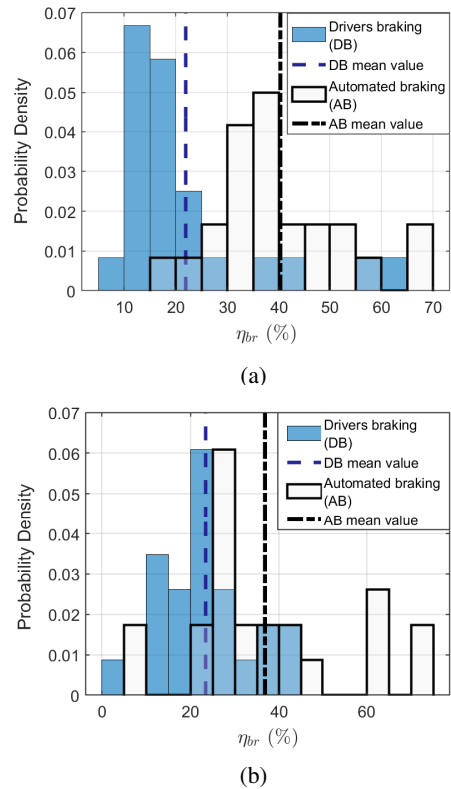 0.07
0.06
0.05
0.04
0.03
0.02
0.01
0
Probability Density
Drivers braking
(DB)
DB mean value
Automated braking
(AB)
AB mean value
10 20 30 40 50 60 70
η_br (%)
(a)
0.07
0.06
0.05
0.04
0.03
0.02
0.01
0
Probability Density
Drivers braking
(DB)
DB mean value
Automated braking
(AB)
AB mean value
0 20 40 60
η_br (%)
(b)